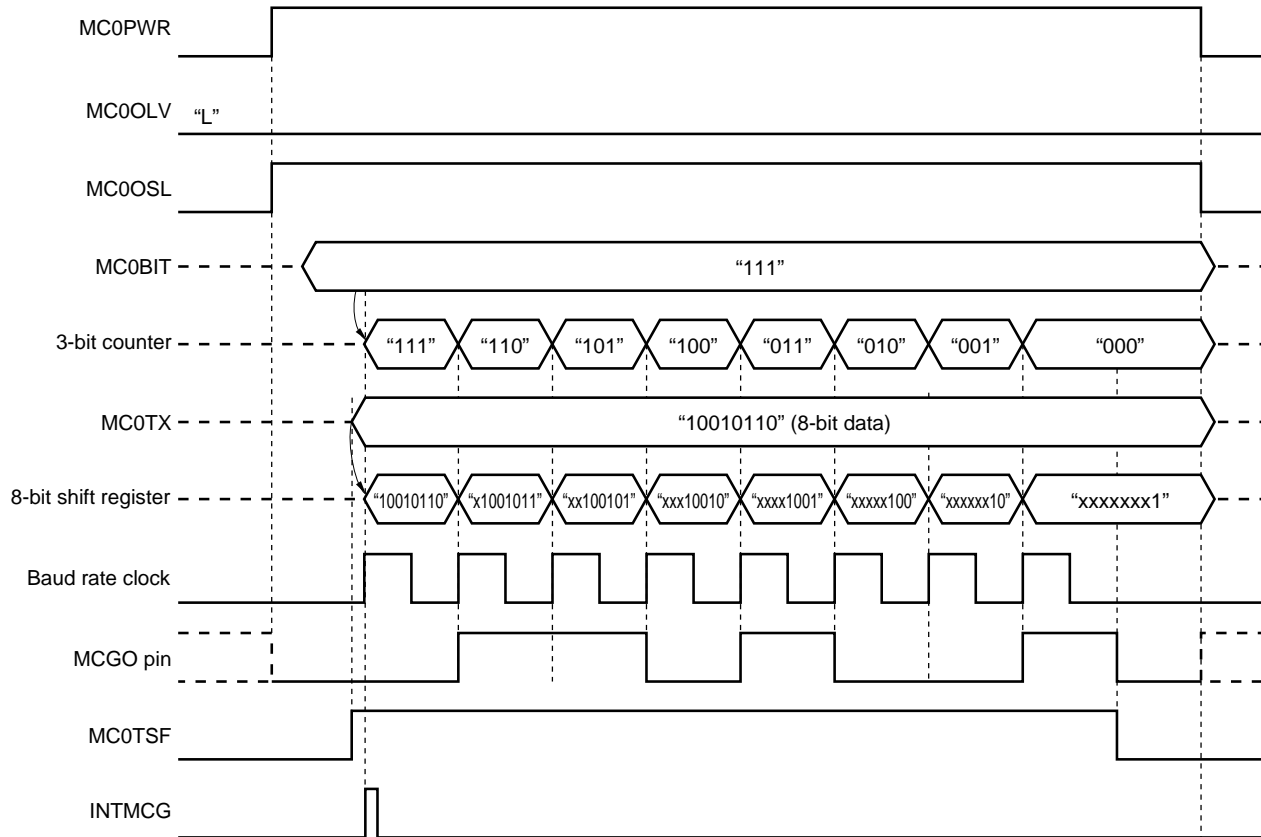 MC0PWR
MC0OLV “L”
MC0OSL
MC0BIT “111”
3-bit counter “111” “110” “101” “100” “011” “010” “001” “000”
MC0TX “10010110” (8-bit data)
8-bit shift register “10010110” “x1001011” “xx100101” “xxx10010” “xxxx1001” “xxxxx100” “xxxxxx10” “xxxxxxx1”
Baud rate clock
MCGO pin
MC0TSF
INTMCG